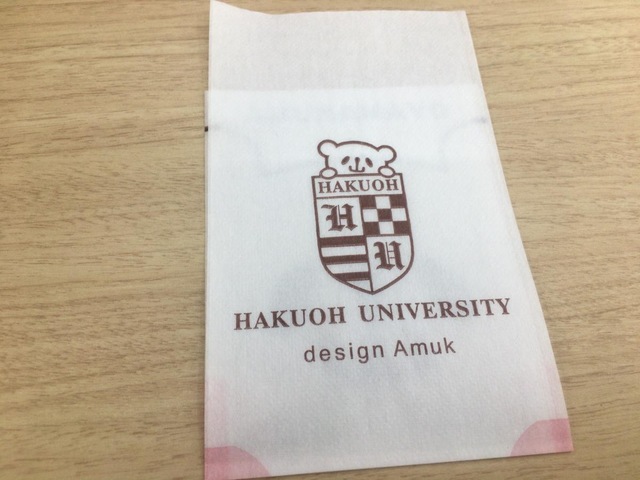 HAKUOH
H
U
HAKUOH UNIVERSITY
design Amuk